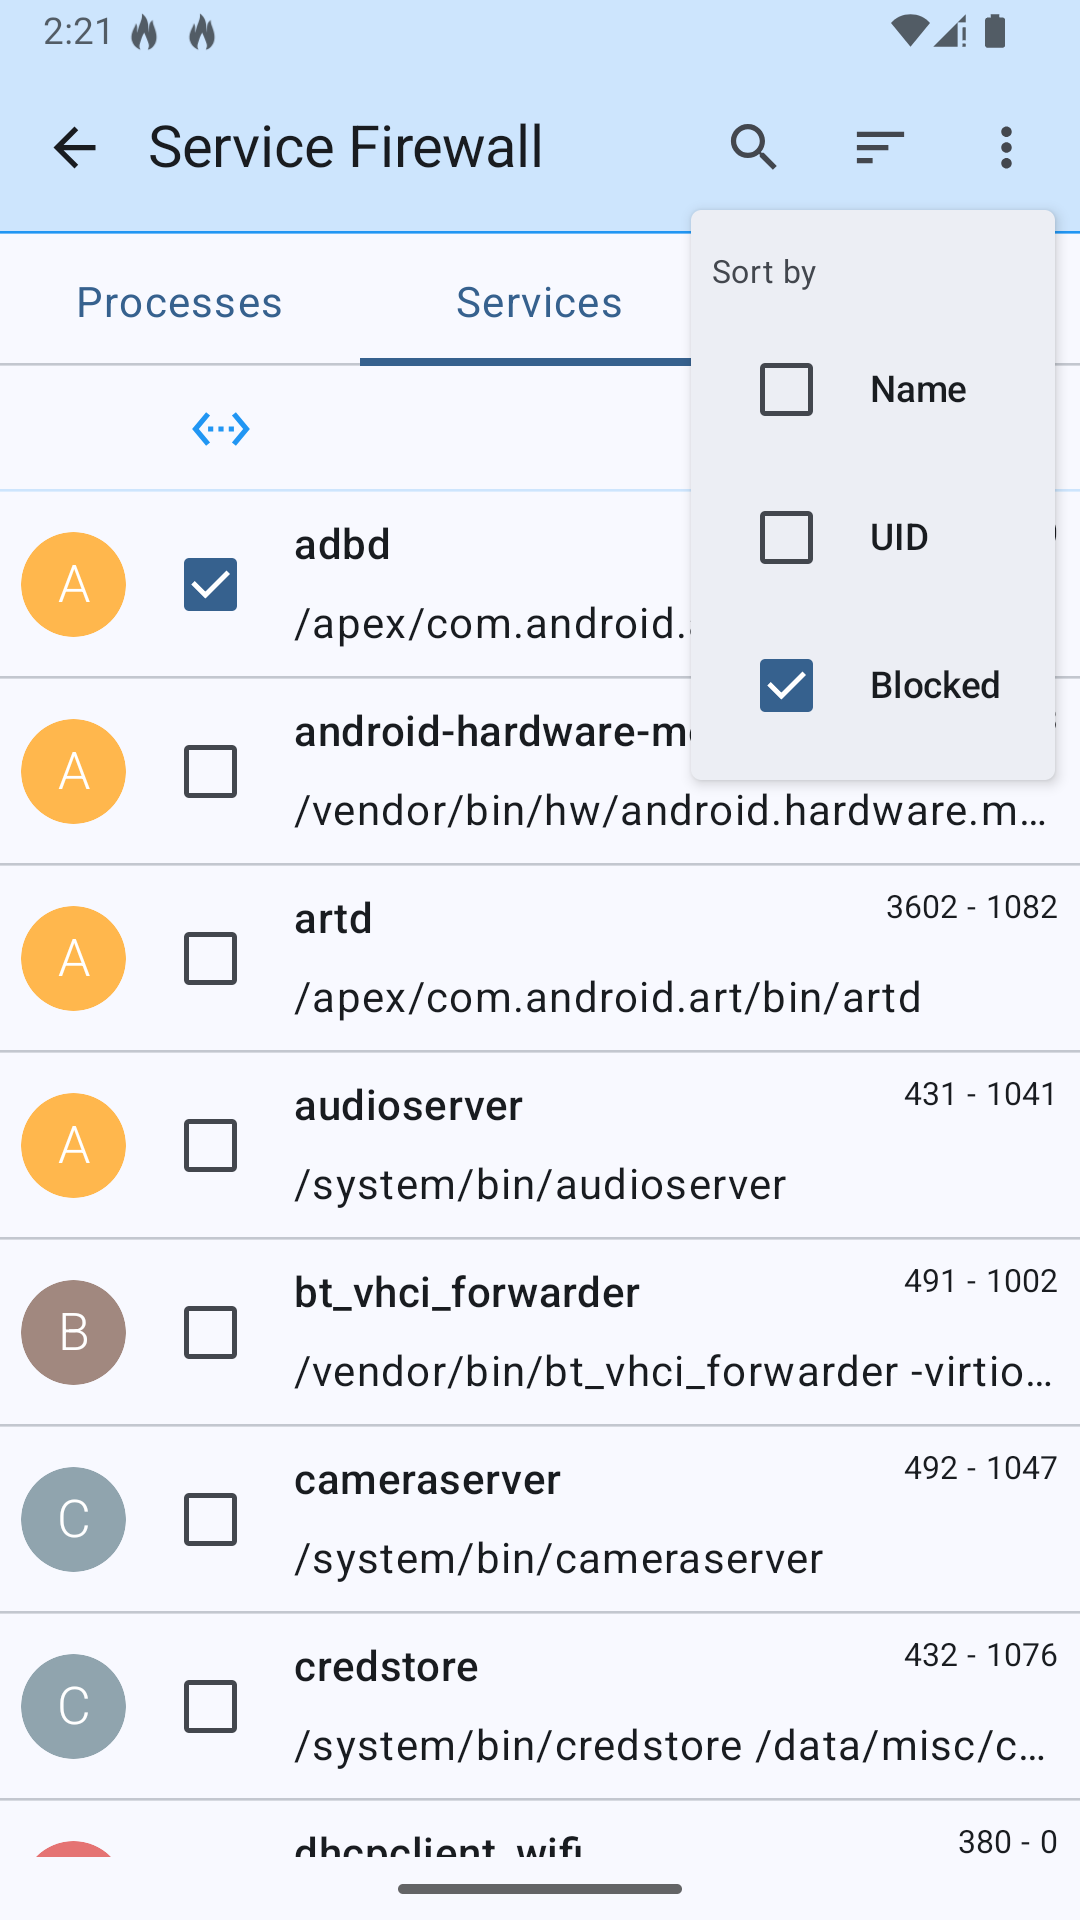 2:21
Service Firewall
Sort by
Name
UID
Blocked
Processes
Services
A
adbd
/apex/com.android.
A
android-hardware-m
/vendor/bin/hw/android.hardware.m…
A
artd
3602 - 1082
/apex/com.android.art/bin/artd
A
audioserver
431 - 1041
/system/bin/audioserver
B
bt_vhci_forwarder
491 - 1002
/vendor/bin/bt_vhci_forwarder -virtio…
C
cameraserver
492 - 1047
/system/bin/cameraserver
C
credstore
432 - 1076
/system/bin/credstore /data/misc/c…
dhcpclient_wifi
380 - 0